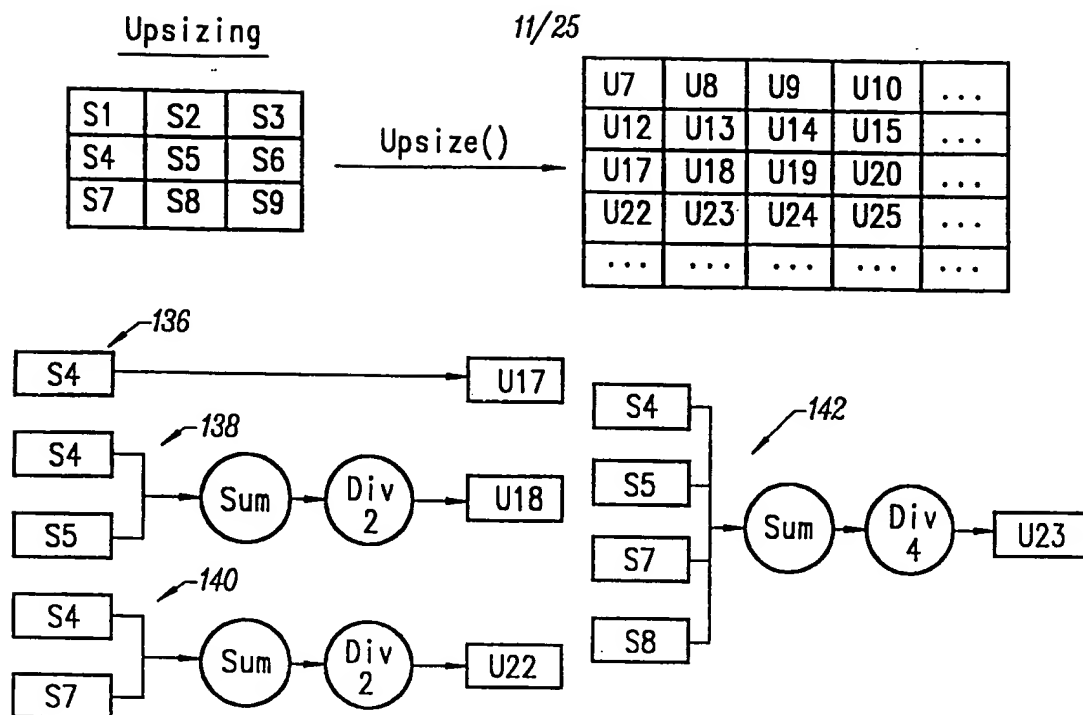 Upsizing
11/25
S1 S2 S3
S4 S5 S6
S7 S8 S9
Upsize()
U7 U8 U9 U10 ...
U12 U13 U14 U15 ...
U17 U18 U19 U20 ...
U22 U23 U24 U25 ...
... ... ... ... ...
136
S4 U17
138
S4
S5
Sum Div 2 U18
140
S4
S7
Sum Div 2 U22
142
S4
S5
S7
S8
Sum Div 4 U23